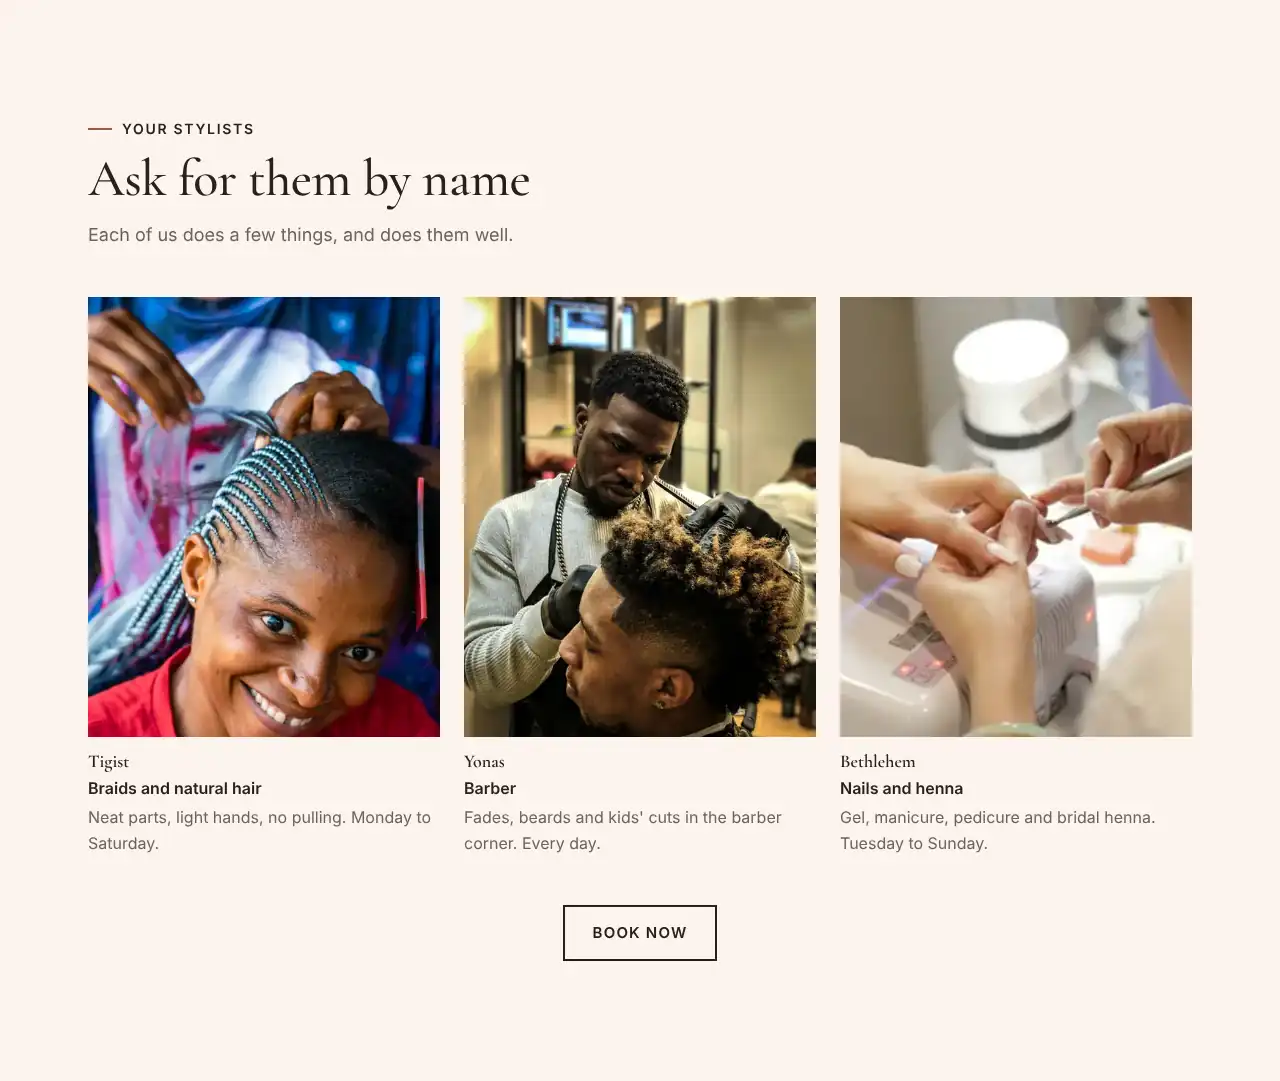 YOUR STYLISTS
Ask for them by name
Each of us does a few things, and does them well.
Tigist
Braids and natural hair
Neat parts, light hands, no pulling. Monday to
Saturday.
Yonas
Barber
Fades, beards and kids' cuts in the barber
corner. Every day.
Bethlehem
Nails and henna
Gel, manicure, pedicure and bridal henna.
Tuesday to Sunday.
BOOK NOW